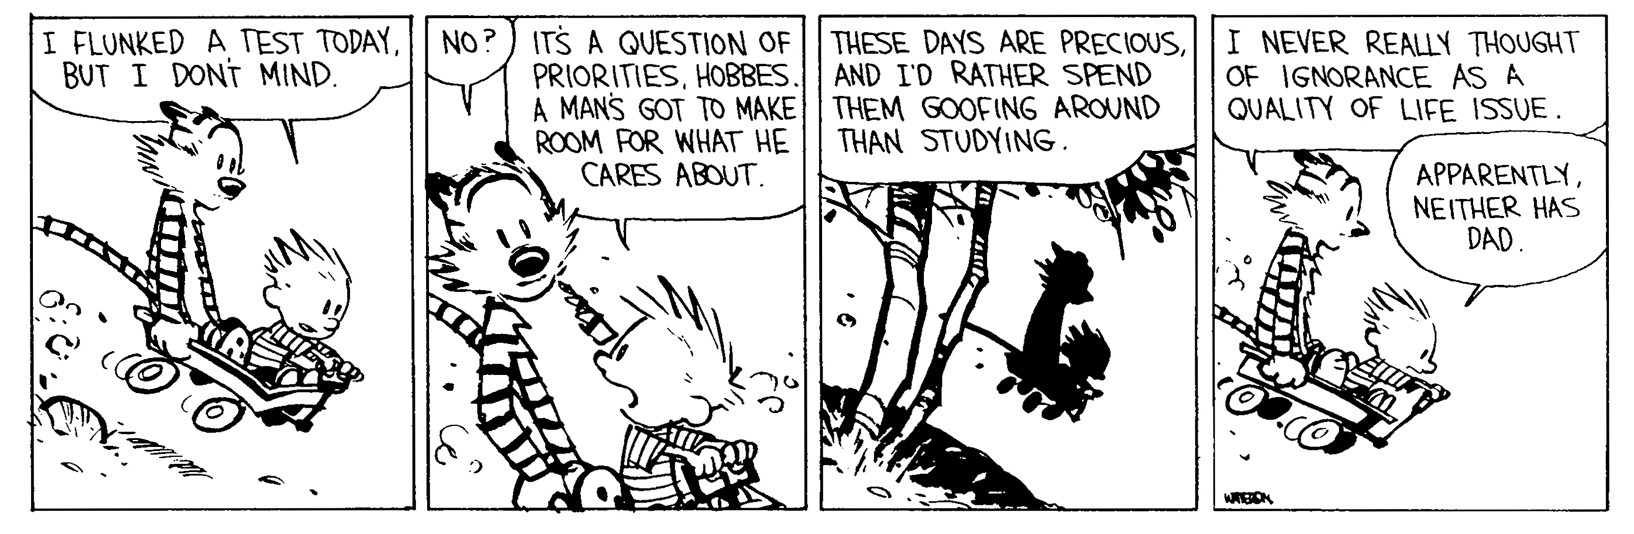 I FLUNKED A TEST TODAY,
BUT I DON'T MIND.
NO?
IT'S A QUESTION OF
PRIORITIES, HOBBES.
A MAN'S GOT TO MAKE
ROOM FOR WHAT HE
CARES ABOUT.
THESE DAYS ARE PRECIOUS,
AND I'D RATHER SPEND
THEM GOOFING AROUND
THAN STUDYING.
I NEVER REALLY THOUGHT
OF IGNORANCE AS A
QUALITY OF LIFE ISSUE.
APPARENTLY,
NEITHER HAS
DAD.
WATTERSON